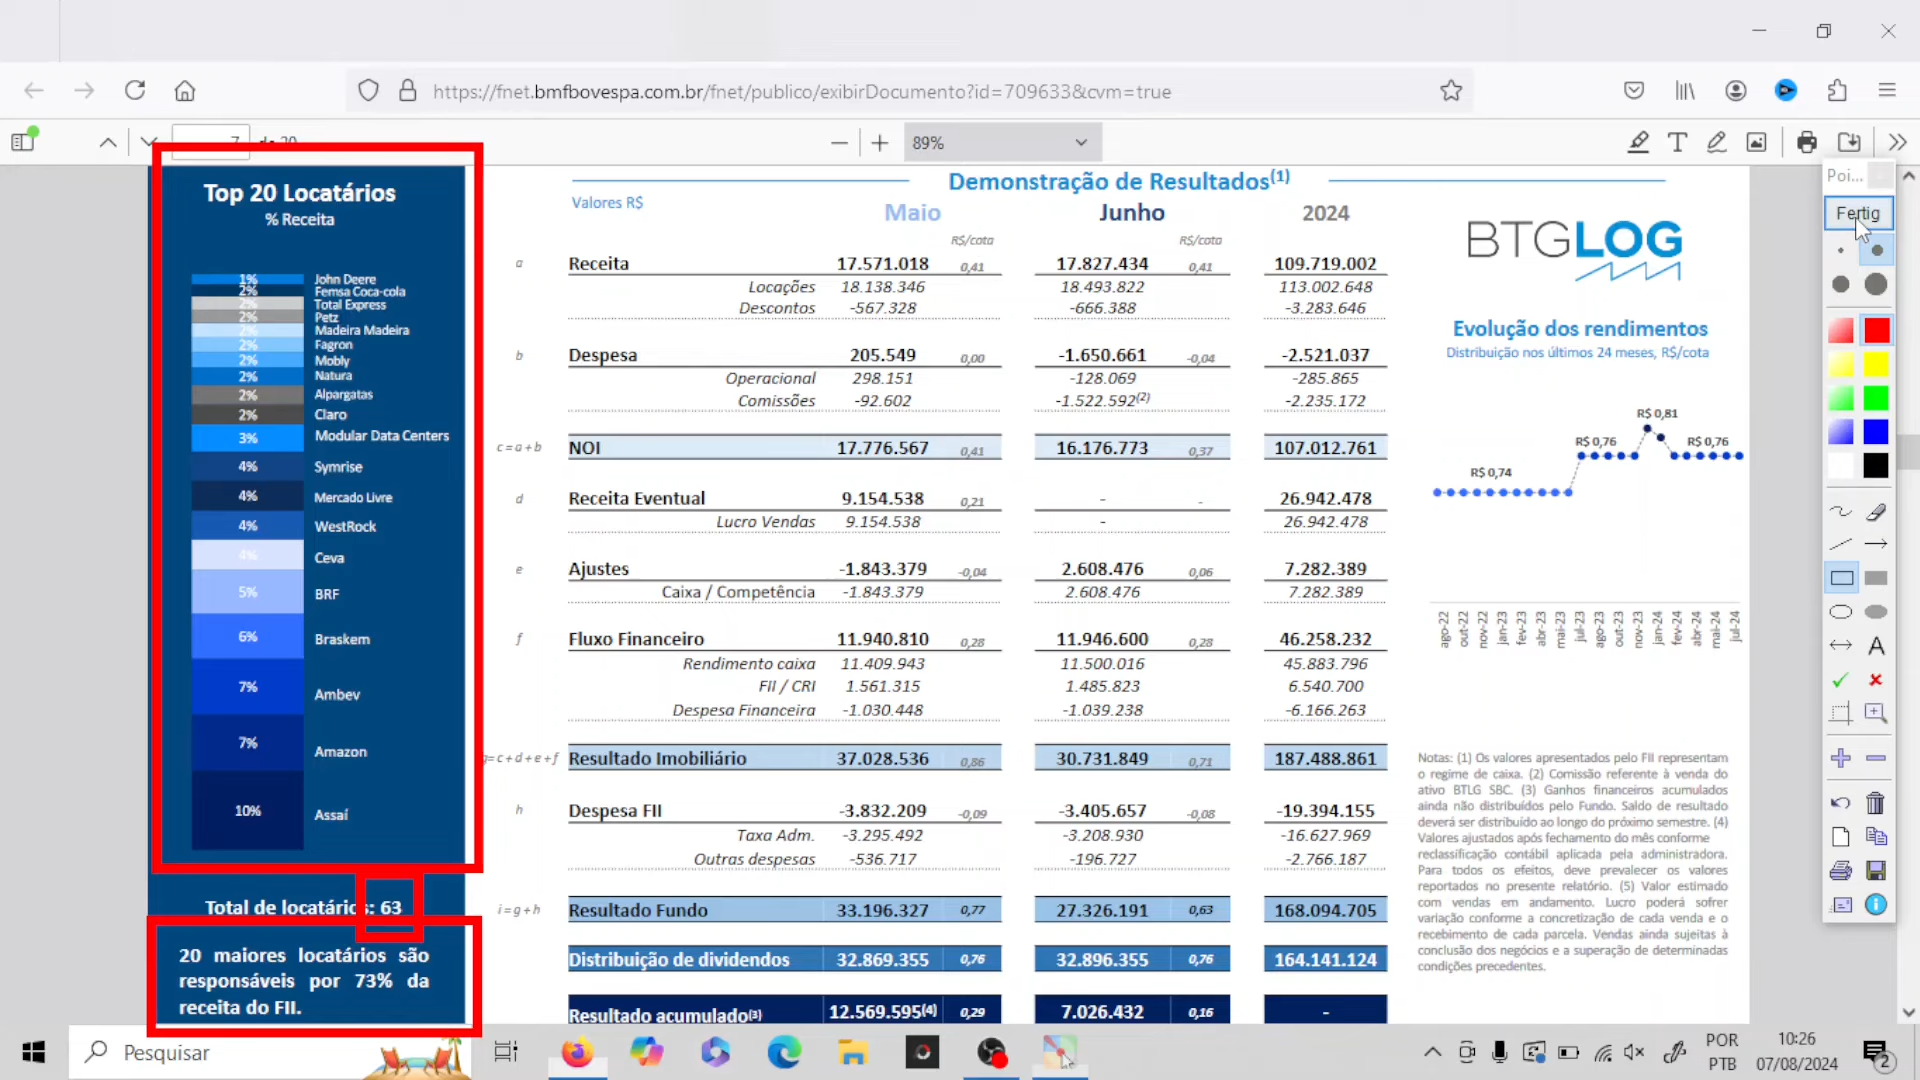 https://fnet.bmfbovespa.com.br/fnet/publico/exibirDocumento?id=709633&cvm=true
89%
Top 20 Locatários
% Receita
1% John Deere
2% Femsa Coca-cola
2% Total Express
2% Petz
2% Madeira Madeira
2% Fagron
2% Mobly
2% Natura
2% Alpargatas
2% Claro
3% Modular Data Centers
4% Symrise
4% Mercado Livre
4% WestRock
4% Ceva
5% BRF
6% Braskem
7% Ambev
7% Amazon
10% Assaí
Total de locatários: 63
20 maiores locatários são
responsáveis por 73% da
receita do FII.
Demonstração de Resultados(1)
Valores R$ Maio Junho 2024
R$/cota R$/cota
a Receita 17.571.018 0,41 17.827.434 0,41 109.719.002
Locações 18.138.346 18.493.822 113.002.648
Descontos -567.328 -666.388 -3.283.646
b Despesa 205.549 0,00 -1.650.661 -0,04 -2.521.037
Operacional 298.151 -128.069 -285.865
Comissões -92.602 -1.522.592(2) -2.235.172
c=a+b NOI 17.776.567 0,41 16.176.773 0,37 107.012.761
d Receita Eventual 9.154.538 0,21 - - 26.942.478
Lucro Vendas 9.154.538 - 26.942.478
e Ajustes -1.843.379 -0,04 2.608.476 0,06 7.282.389
Caixa / Competência -1.843.379 2.608.476 7.282.389
f Fluxo Financeiro 11.940.810 0,28 11.946.600 0,28 46.258.232
Rendimento caixa 11.409.943 11.500.016 45.883.796
FII / CRI 1.561.315 1.485.823 6.540.700
Despesa Financeira -1.030.448 -1.039.238 -6.166.263
g=c+d+e+f Resultado Imobiliário 37.028.536 0,86 30.731.849 0,71 187.488.861
h Despesa FII -3.832.209 -0,09 -3.405.657 -0,08 -19.394.155
Taxa Adm. -3.295.492 -3.208.930 -16.627.969
Outras despesas -536.717 -196.727 -2.766.187
i=g+h Resultado Fundo 33.196.327 0,77 27.326.191 0,63 168.094.705
Distribuição de dividendos 32.869.355 0,76 32.896.355 0,76 164.141.124
Resultado acumulado(3) 12.569.595(4) 0,29 7.026.432 0,16 -
BTGLOG
Evolução dos rendimentos
Distribuição nos últimos 24 meses, R$/cota
R$ 0,81
R$ 0,76 R$ 0,76
R$ 0,74
ago-22 out-22 nov-22 jan-23 fev-23 abr-23 mai-23 jul-23 ago-23 out-23 nov-23 jan-24 fev-24 abr-24 mai-24 jul-24
Notas: (1) Os valores apresentados pelo FII representam
o regime de caixa. (2) Comissão referente à venda do
ativo BTLG SBC. (3) Ganhos financeiros acumulados
ainda não distribuídos pelo Fundo. Saldo de resultado
deverá ser distribuído ao longo do próximo semestre. (4)
Valores ajustados após fechamento do mês conforme
reclassificação contábil aplicada pela administradora.
Para todos os efeitos, deve prevalecer os valores
reportados no presente relatório. (5) Valor estimado
com vendas em andamento. Lucro poderá sofrer
variação conforme a concretização de cada venda e o
recebimento de cada parcela. Vendas ainda sujeitas à
conclusão dos negócios e a superação de determinadas
condições precedentes.
Poi...
Fertig
A
Pesquisar
POR
PTB
10:26
07/08/2024
2